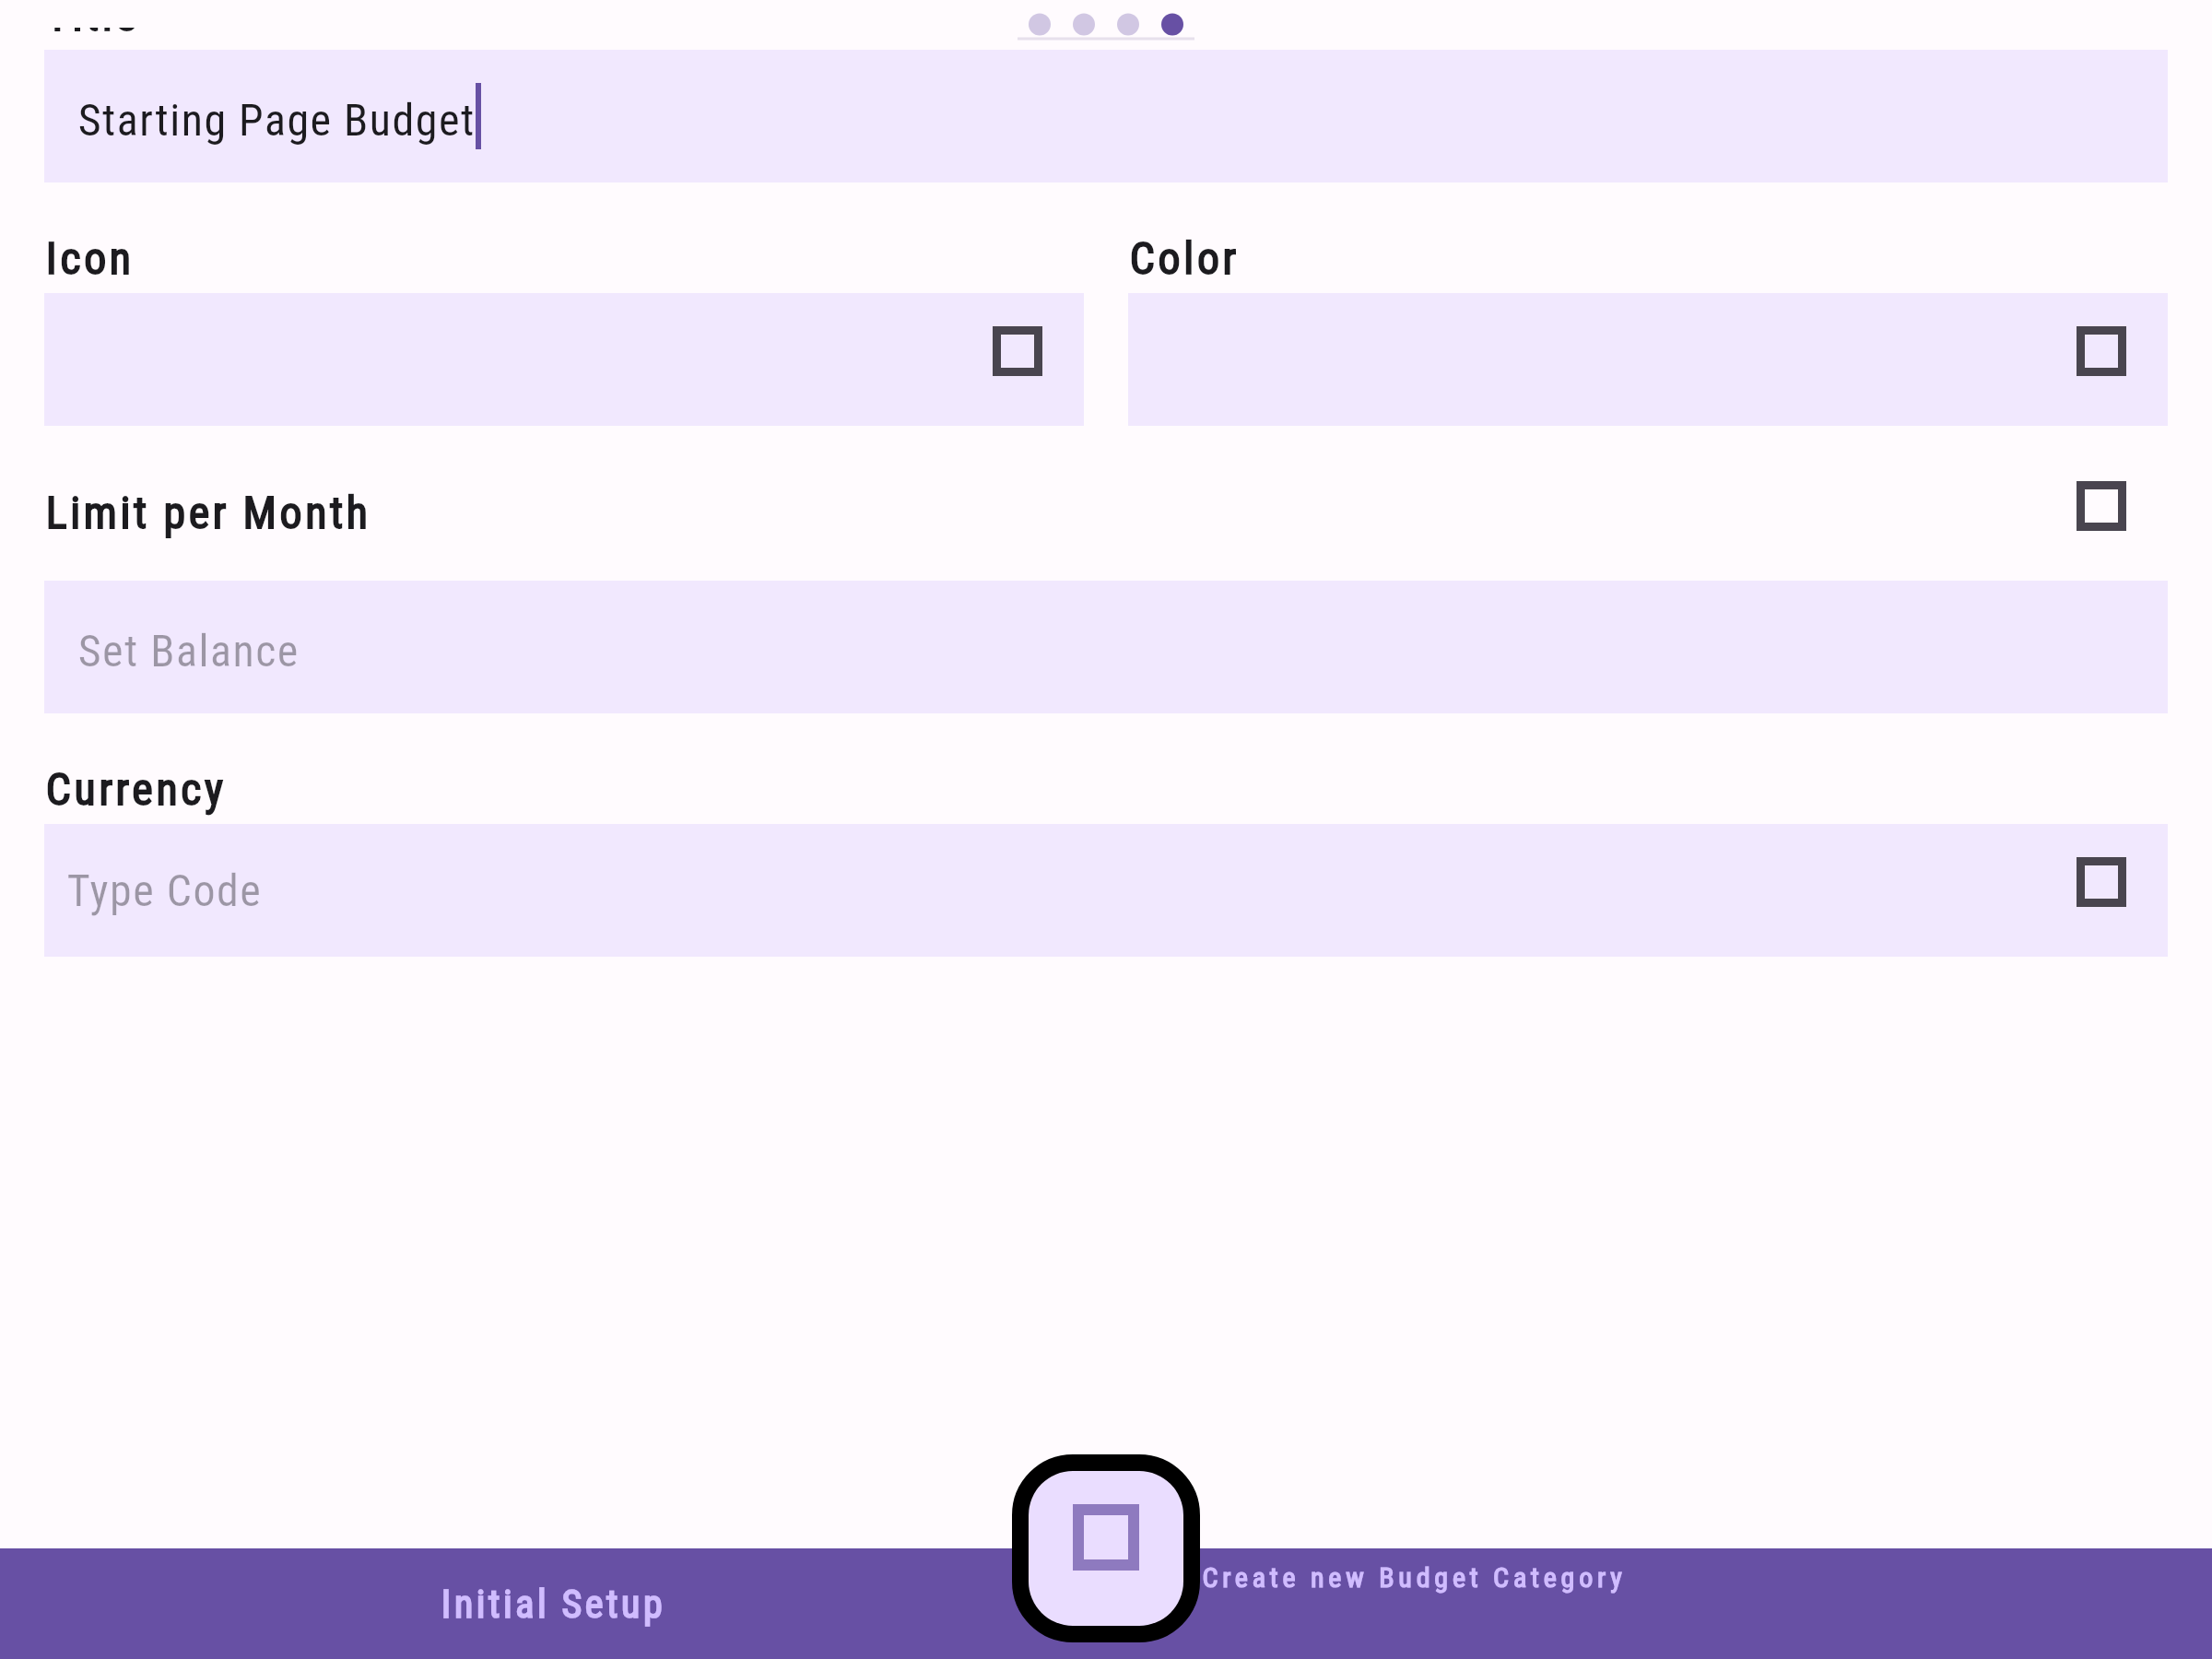 Starting Page Budget
Icon
Color
Limit per Month
Set Balance
Currency
Type Code
Initial Setup
Create new Budget Category